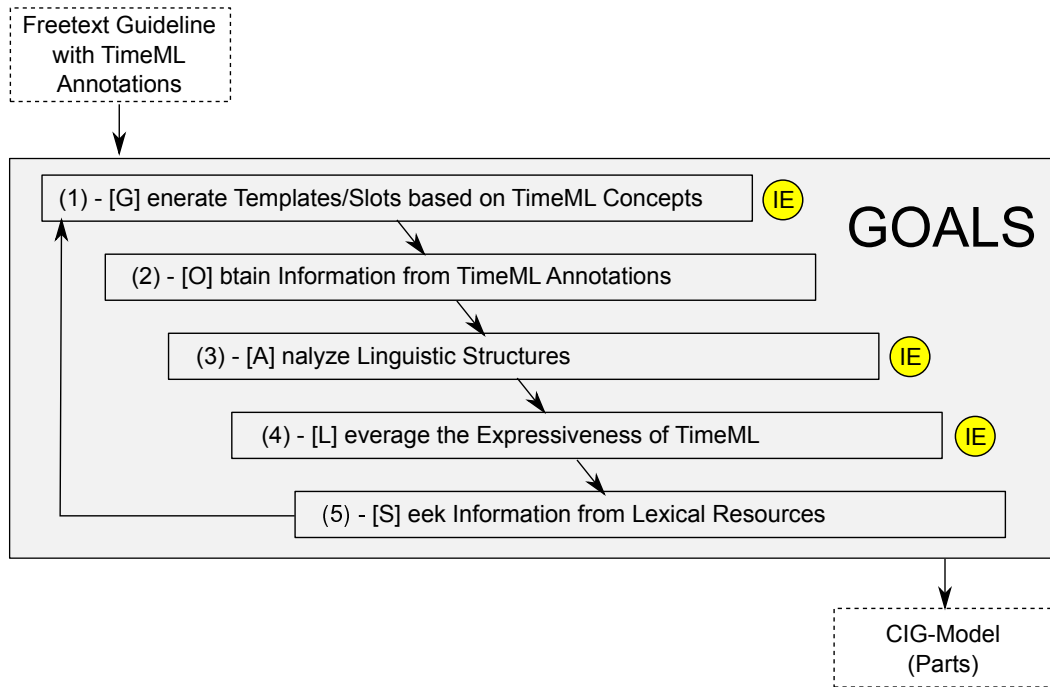 Freetext Guideline
with TimeML
Annotations
(1) - [G] enerate Templates/Slots based on TimeML Concepts
IE
GOALS
(2) - [O] btain Information from TimeML Annotations
(3) - [A] nalyze Linguistic Structures
IE
(4) - [L] everage the Expressiveness of TimeML
IE
(5) - [S] eek Information from Lexical Resources
CIG-Model
(Parts)